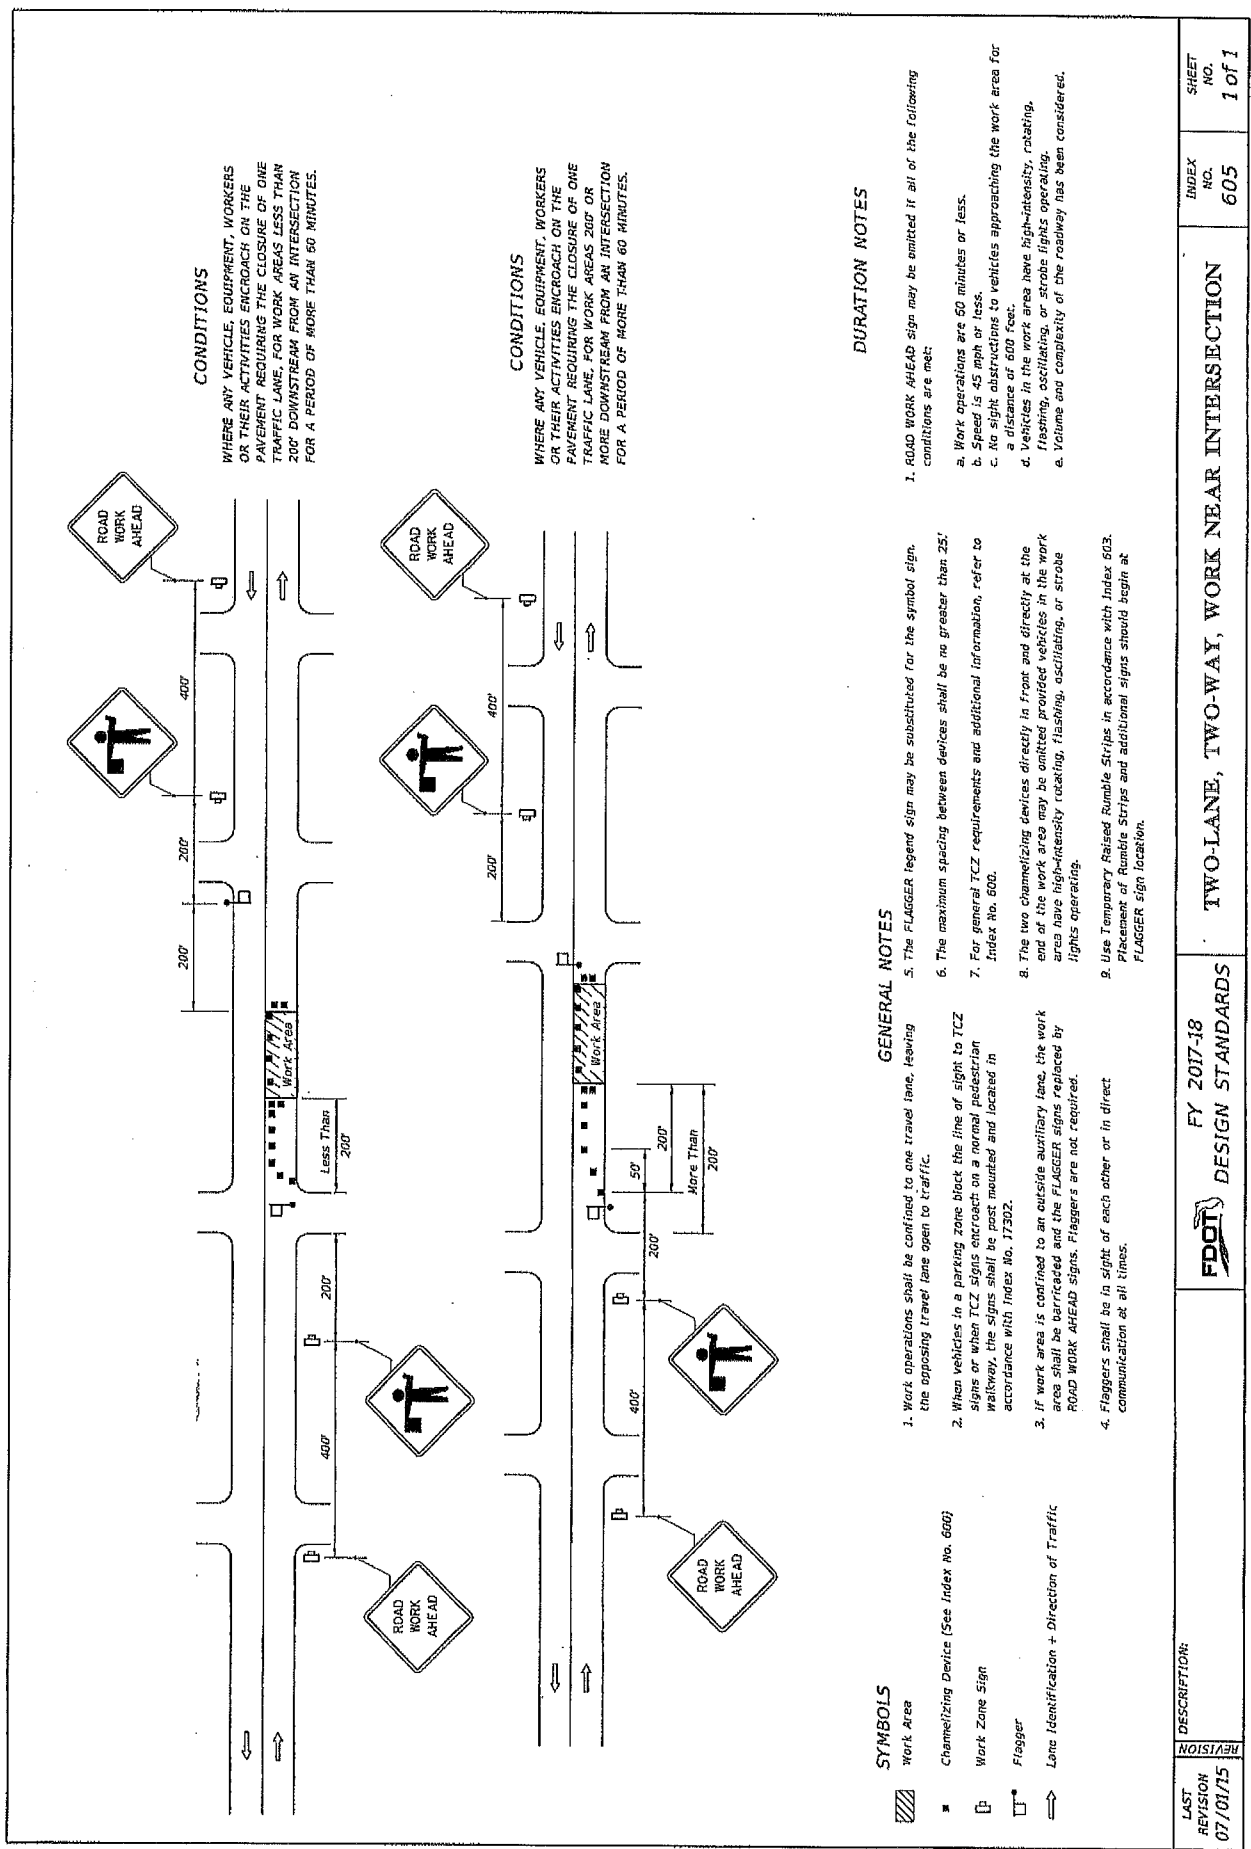 CONDITIONS
WHERE ANY VEHICLE, EQUIPMENT, WORKERS
OR THEIR ACTIVITIES ENCROACH ON THE
PAVEMENT REQUIRING THE CLOSURE OF ONE
TRAFFIC LANE, FOR WORK AREAS LESS THAN
200' DOWNSTREAM FROM AN INTERSECTION
FOR A PERIOD OF MORE THAN 60 MINUTES.
ROAD
WORK
AHEAD
400'
200'
200'
Work Area
Less Than
200'
200'
400'
ROAD
WORK
AHEAD
CONDITIONS
WHERE ANY VEHICLE, EQUIPMENT, WORKERS
OR THEIR ACTIVITIES ENCROACH ON THE
PAVEMENT REQUIRING THE CLOSURE OF ONE
TRAFFIC LANE, FOR WORK AREAS 200' OR
MORE DOWNSTREAM FROM AN INTERSECTION
FOR A PERIOD OF MORE THAN 60 MINUTES.
ROAD
WORK
AHEAD
400'
200'
Work Area
50'
200'
More Than
200'
200'
400'
ROAD
WORK
AHEAD
SYMBOLS
Work Area
Channelizing Device (See Index No. 600)
Work Zone Sign
Flagger
Lane Identification + Direction of Traffic
GENERAL NOTES
1. Work operations shall be confined to one travel lane, leaving
the opposing travel lane open to traffic.
2. When vehicles in a parking zone block the line of sight to TCZ
signs or when TCZ signs encroach on a normal pedestrian
walkway, the signs shall be post mounted and located in
accordance with Index No. 17302.
3. If work area is confined to an outside auxiliary lane, the work
area shall be barricaded and the FLAGGER signs replaced by
ROAD WORK AHEAD signs. Flaggers are not required.
4. Flaggers shall be in sight of each other or in direct
communication at all times.
5. The FLAGGER legend sign may be substituted for the symbol sign.
6. The maximum spacing between devices shall be no greater than 25'.
7. For general TCZ requirements and additional information, refer to
Index No. 600.
8. The two channelizing devices directly in front and directly at the
end of the work area may be omitted provided vehicles in the work
area have high-intensity rotating, flashing, oscillating, or strobe
lights operating.
9. Use Temporary Raised Rumble Strips in accordance with Index 603.
Placement of Rumble Strips and additional signs should begin at
FLAGGER sign location.
DURATION NOTES
1. ROAD WORK AHEAD sign may be omitted if all of the following
conditions are met:
a. Work operations are 60 minutes or less.
b. Speed is 45 mph or less.
c. No sight obstructions to vehicles approaching the work area for
a distance of 600 feet.
d. Vehicles in the work area have high-intensity, rotating,
flashing, oscillating, or strobe lights operating.
e. Volume and complexity of the roadway has been considered.
LAST
REVISION
07/01/15
REVISION
DESCRIPTION:
FDOT
FY 2017-18
DESIGN STANDARDS
TWO-LANE, TWO-WAY, WORK NEAR INTERSECTION
INDEX
NO.
605
SHEET
NO.
1 of 1